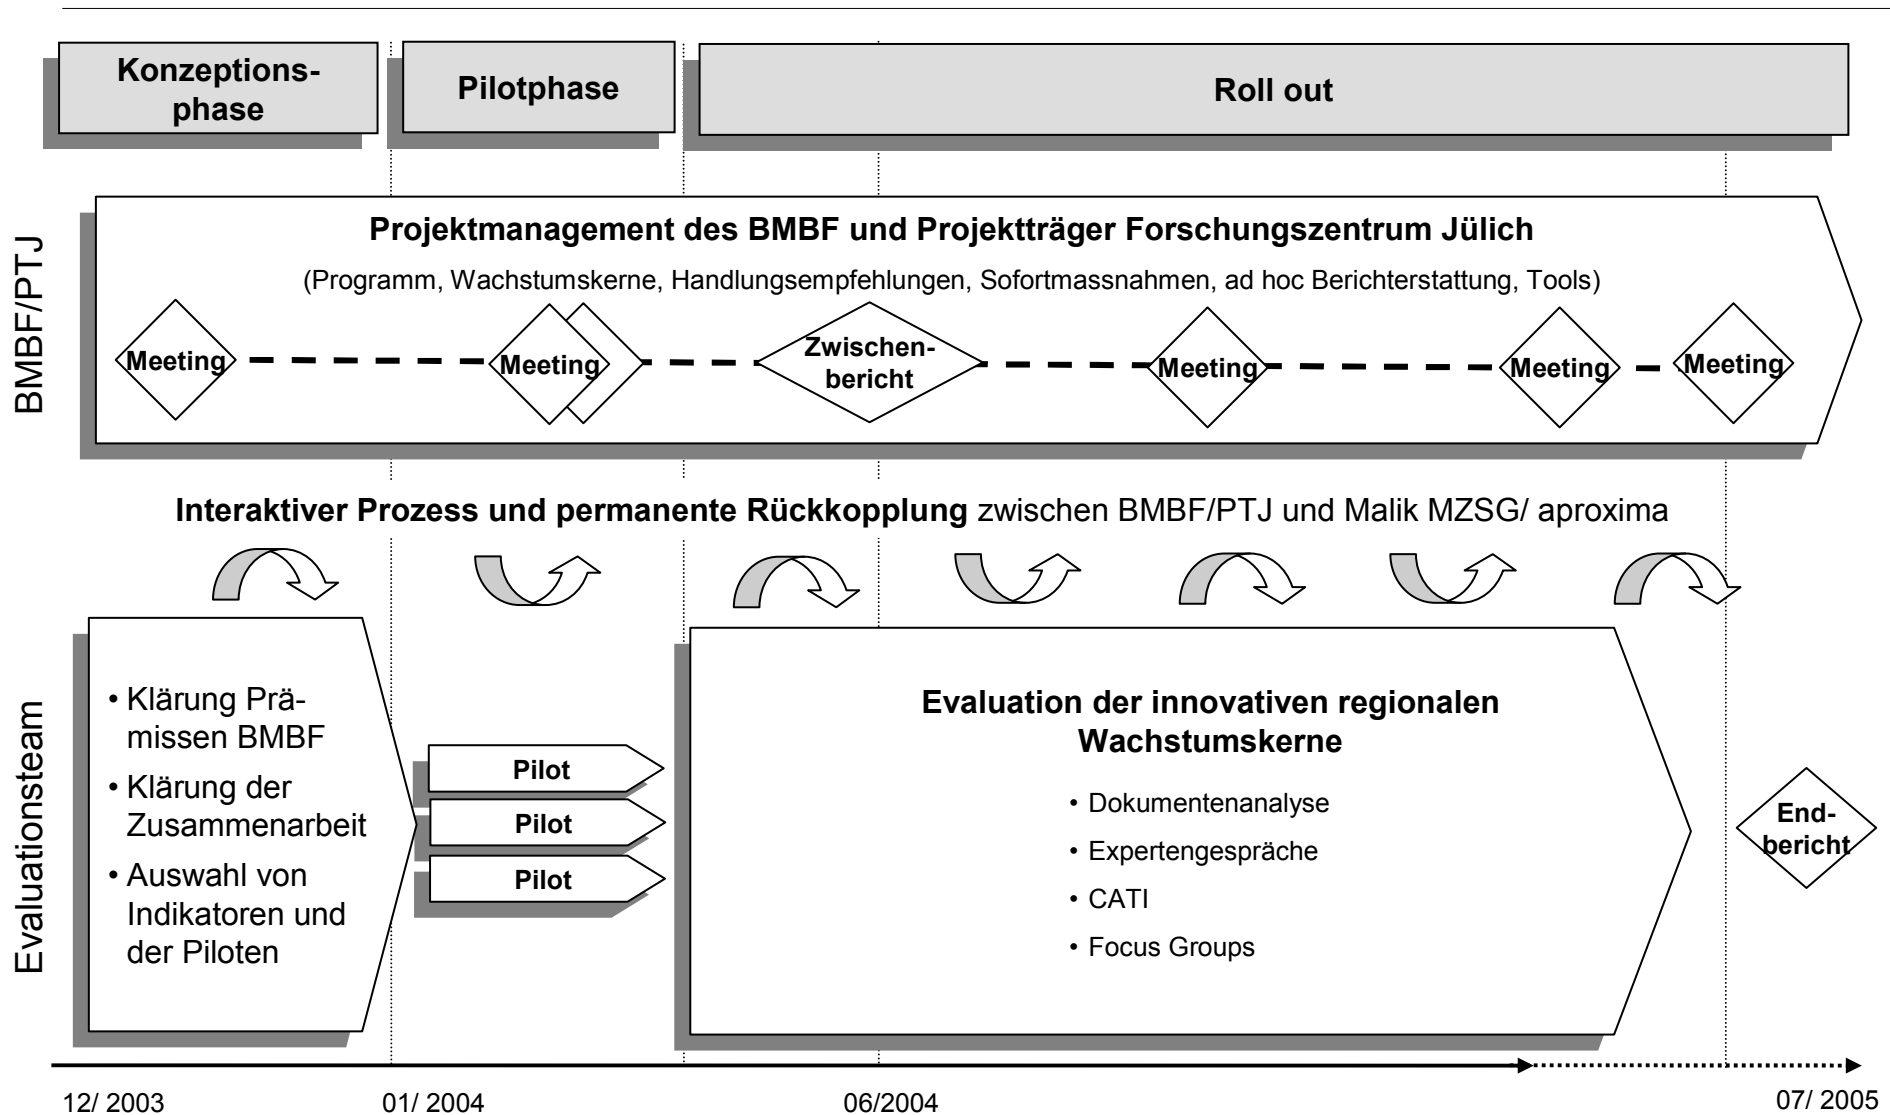 Konzeptions-
phase
Pilotphase
Roll out
BMBF/PTJ
Projektmanagement des BMBF und Projektträger Forschungszentrum Jülich
(Programm, Wachstumskerne, Handlungsempfehlungen, Sofortmassnahmen, ad hoc Berichterstattung, Tools)
Meeting
Meeting
Zwischen-
bericht
Meeting
Meeting
Meeting
Interaktiver Prozess und permanente Rückkopplung zwischen BMBF/PTJ und Malik MZSG/ aproxima
Evaluationsteam
• Klärung Prä-
missen BMBF
• Klärung der
Zusammenarbeit
• Auswahl von
Indikatoren und
der Piloten
Pilot
Pilot
Pilot
Evaluation der innovativen regionalen
Wachstumskerne
• Dokumentenanalyse
• Expertengespräche
• CATI
• Focus Groups
End-
bericht
12/ 2003
01/ 2004
06/2004
07/ 2005